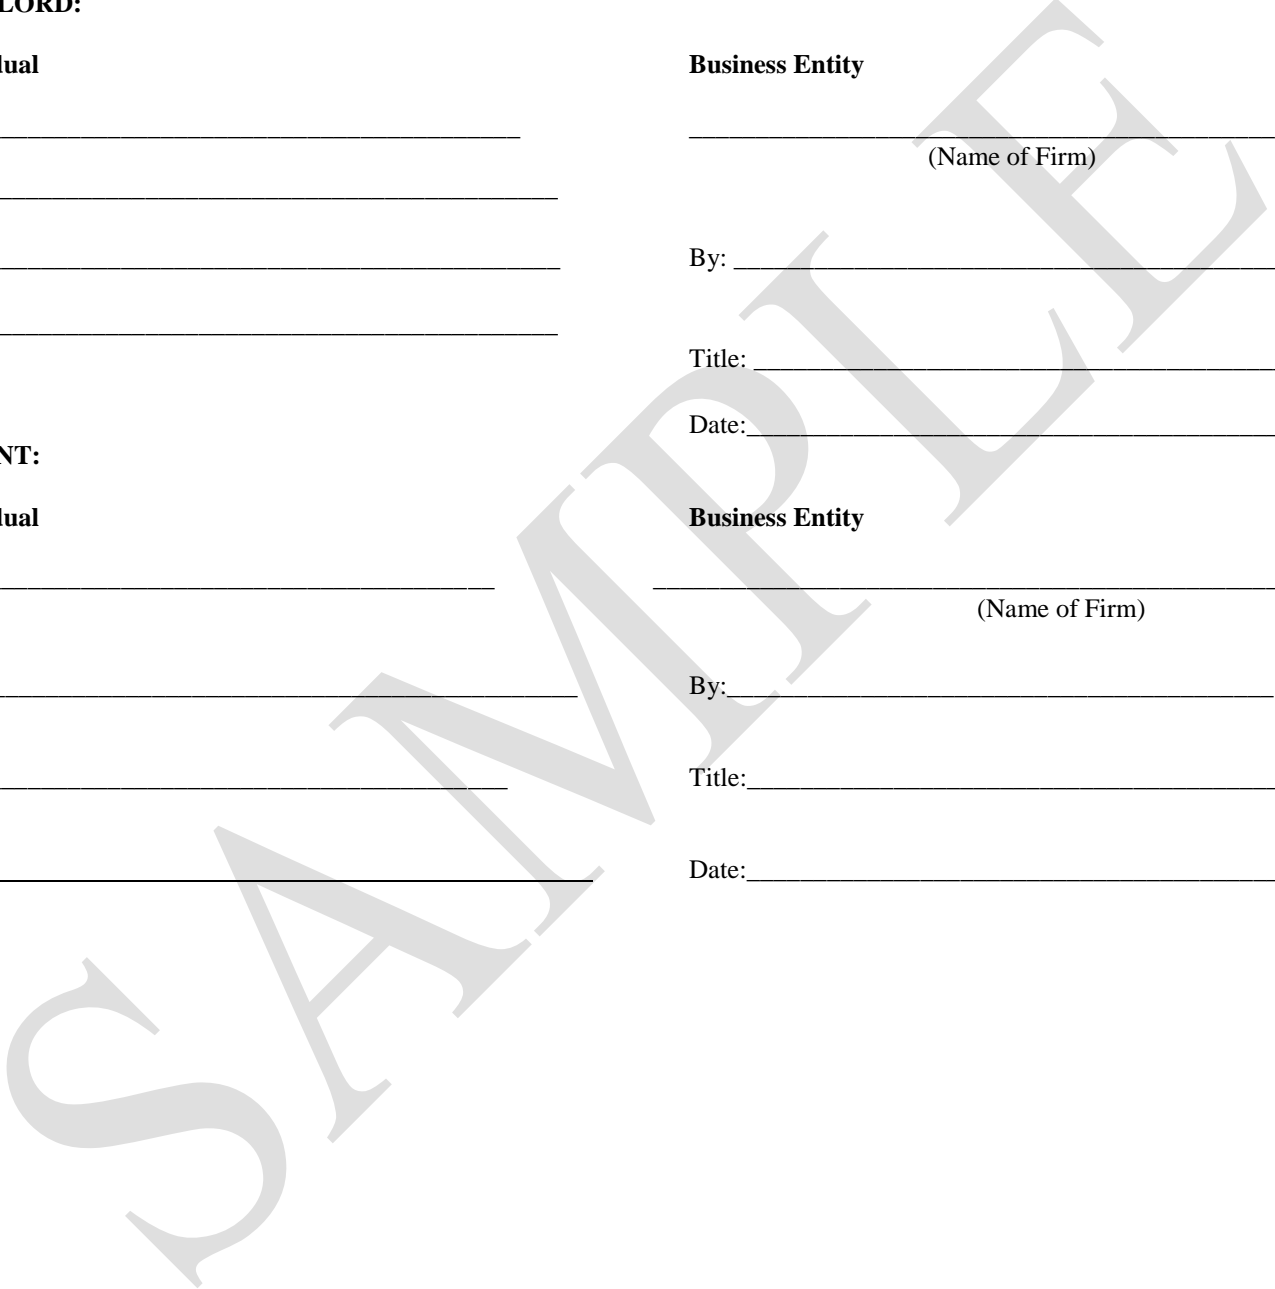 LORD:
dual
Business Entity
(Name of Firm)
By:
Title:
Date:
NT:
dual
Business Entity
(Name of Firm)
By:
Title:
Date:
SAMPLE